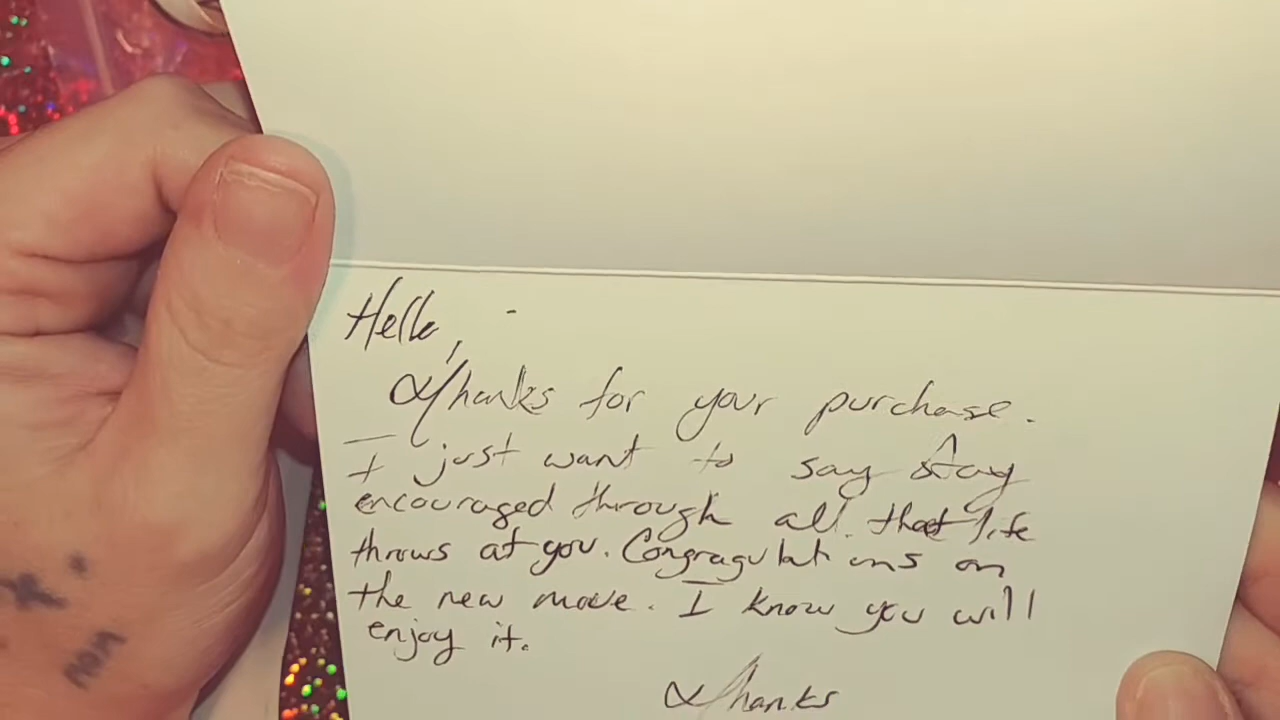 Hello,
Thanks for your purchase.
I just want to say stay
encouraged through all that life
throws at you. Congragulations on
the new move. I know you will
enjoy it.
Thanks